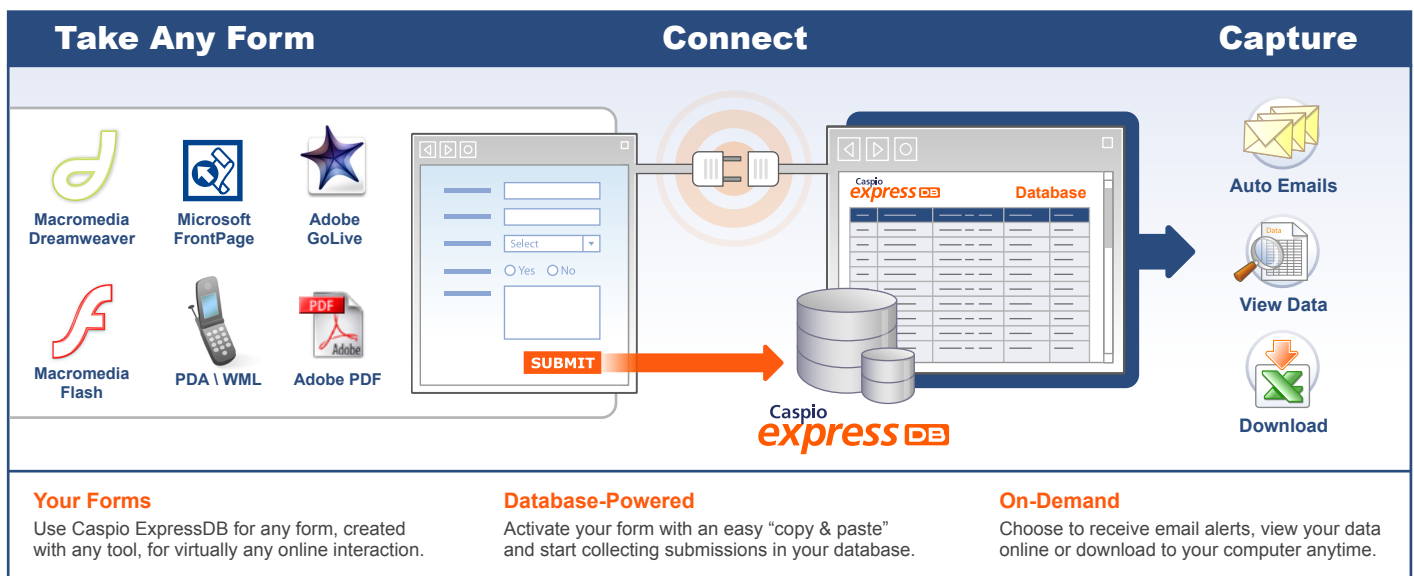 Take Any Form
Connect
Capture
Macromedia
Dreamweaver
Microsoft
FrontPage
Adobe
GoLive
Macromedia
Flash
PDA \ WML
PDF
Adobe
Adobe PDF
Select
Yes
No
SUBMIT
Caspio
express DB
Database
Caspio
express DB
Auto Emails
Data
View Data
Download
Your Forms
Use Caspio ExpressDB for any form, created
with any tool, for virtually any online interaction.
Database-Powered
Activate your form with an easy “copy & paste”
and start collecting submissions in your database.
On-Demand
Choose to receive email alerts, view your data
online or download to your computer anytime.